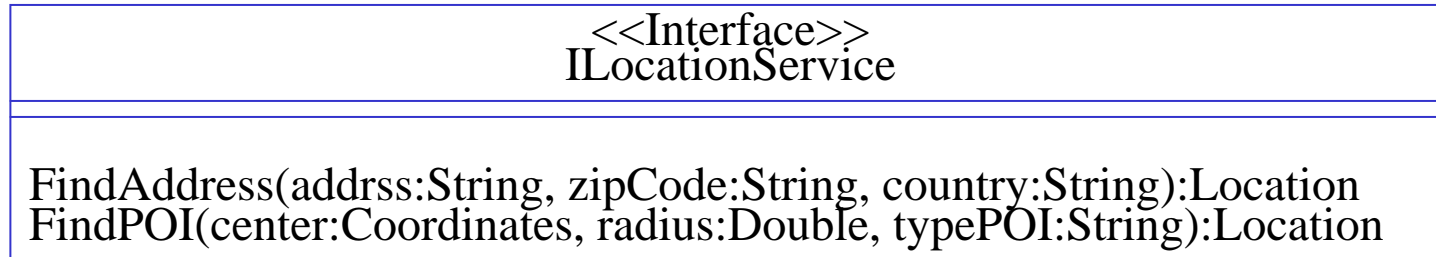 <<Interface>>
ILocationService
FindAddress(addrss:String, zipCode:String, country:String):Location
FindPOI(center:Coordinates, radius:Double, typePOI:String):Location